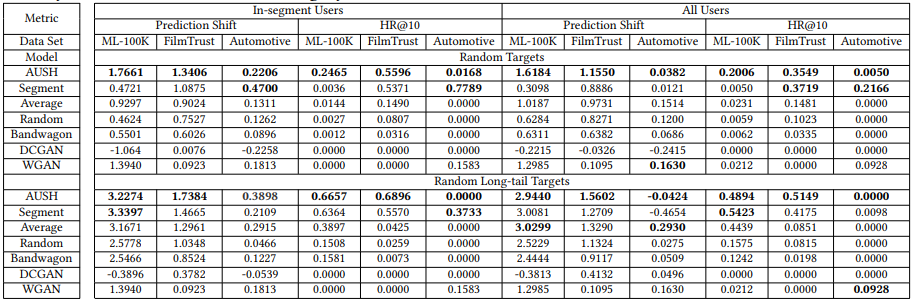 Metric In-segment Users All Users
Prediction Shift HR@10 Prediction Shift HR@10
Data Set ML-100K FilmTrust Automotive ML-100K FilmTrust Automotive ML-100K FilmTrust Automotive ML-100K FilmTrust Automotive
Model Random Targets
AUSH 1.7661 1.3406 0.2206 0.2465 0.5596 0.0168 1.6184 1.1550 0.0382 0.2006 0.3549 0.0050
Segment 0.4721 1.0875 0.4700 0.0036 0.5371 0.7789 0.3098 0.8886 0.0121 0.0050 0.3719 0.2166
Average 0.9297 0.9024 0.1311 0.0144 0.1490 0.0000 1.0187 0.9731 0.1514 0.0231 0.1481 0.0000
Random 0.4624 0.7527 0.1262 0.0027 0.0807 0.0000 0.6284 0.8271 0.1200 0.0059 0.1023 0.0000
Bandwagon 0.5501 0.6026 0.0896 0.0012 0.0316 0.0000 0.6311 0.6382 0.0686 0.0062 0.0335 0.0000
DCGAN -1.064 0.0076 -0.2258 0.0000 0.0000 0.0000 -0.2215 -0.0326 -0.2415 0.0000 0.0000 0.0000
WGAN 1.3940 0.0923 0.1813 0.0000 0.0000 0.1583 1.2985 0.1095 0.1630 0.0212 0.0000 0.0928
Random Long-tail Targets
AUSH 3.2274 1.7384 0.3898 0.6657 0.6896 0.0000 2.9440 1.5602 -0.0424 0.4894 0.5149 0.0000
Segment 3.3397 1.4665 0.2109 0.6364 0.5570 0.3733 3.0081 1.2709 -0.4654 0.5423 0.4175 0.0098
Average 3.1671 1.2961 0.2915 0.3897 0.0425 0.0000 3.0299 1.3290 0.2930 0.4439 0.0851 0.0000
Random 2.5778 1.0348 0.0466 0.1508 0.0259 0.0000 2.5229 1.1324 0.0275 0.1575 0.0815 0.0000
Bandwagon 2.5466 0.8524 0.1227 0.1581 0.0073 0.0000 2.4444 0.9117 0.0509 0.1242 0.0198 0.0000
DCGAN -0.3896 0.3782 -0.0539 0.0000 0.0000 0.0000 -0.3813 0.4132 0.0496 0.0000 0.0000 0.0000
WGAN 1.3940 0.0923 0.1813 0.0000 0.0000 0.1583 1.2985 0.1095 0.1630 0.0212 0.0000 0.0928